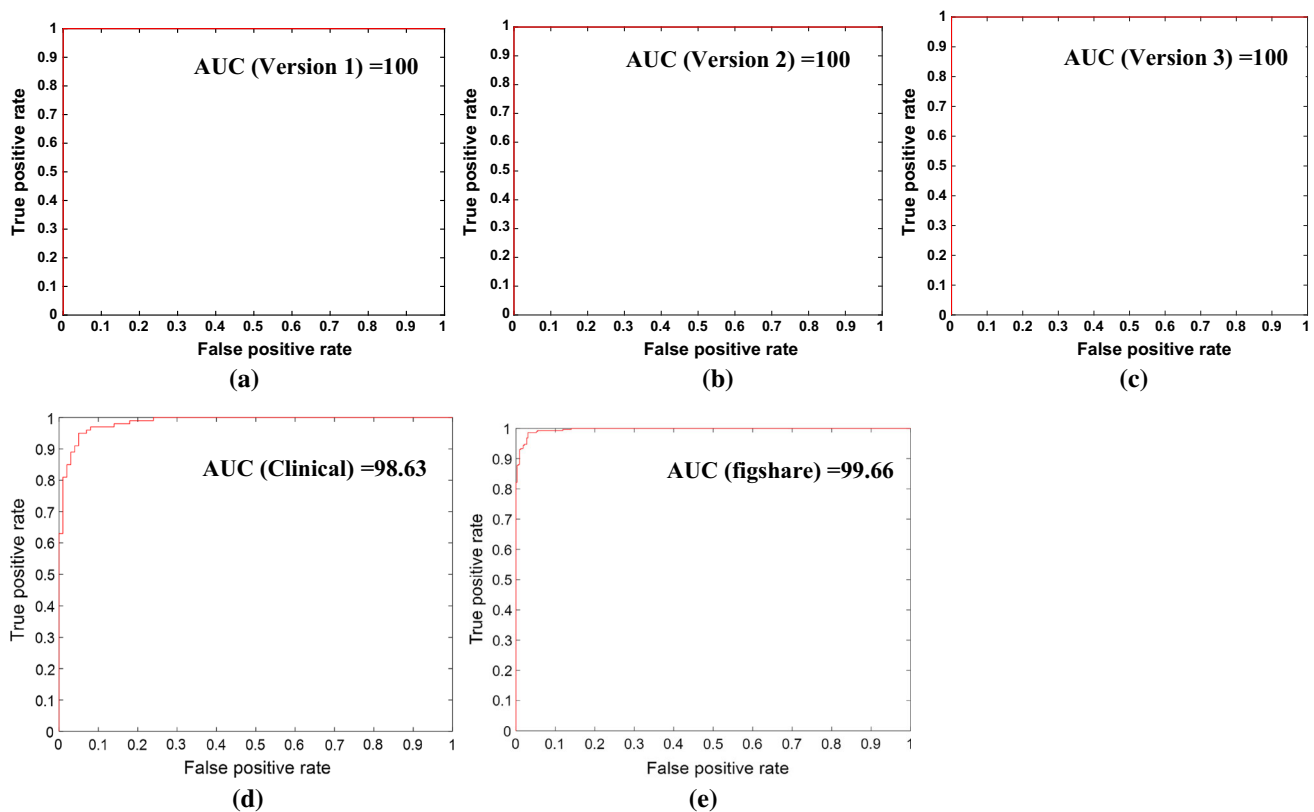 AUC (Version 1) =100
True positive rate
1
0.9
0.8
0.7
0.6
0.5
0.4
0.3
0.2
0.1
0
0 0.1 0.2 0.3 0.4 0.5 0.6 0.7 0.8 0.9 1
False positive rate
(a)
AUC (Version 2) =100
True positive rate
1
0.9
0.8
0.7
0.6
0.5
0.4
0.3
0.2
0.1
0
0 0.1 0.2 0.3 0.4 0.5 0.6 0.7 0.8 0.9 1
False positive rate
(b)
AUC (Version 3) =100
True positive rate
1
0.9
0.8
0.7
0.6
0.5
0.4
0.3
0.2
0.1
0
0 0.1 0.2 0.3 0.4 0.5 0.6 0.7 0.8 0.9 1
False positive rate
(c)
AUC (Clinical) =98.63
True positive rate
1
0.9
0.8
0.7
0.6
0.5
0.4
0.3
0.2
0.1
0
0 0.1 0.2 0.3 0.4 0.5 0.6 0.7 0.8 0.9 1
False positive rate
(d)
AUC (figshare) =99.66
True positive rate
1
0.9
0.8
0.7
0.6
0.5
0.4
0.3
0.2
0.1
0
0 0.1 0.2 0.3 0.4 0.5 0.6 0.7 0.8 0.9 1
False positive rate
(e)